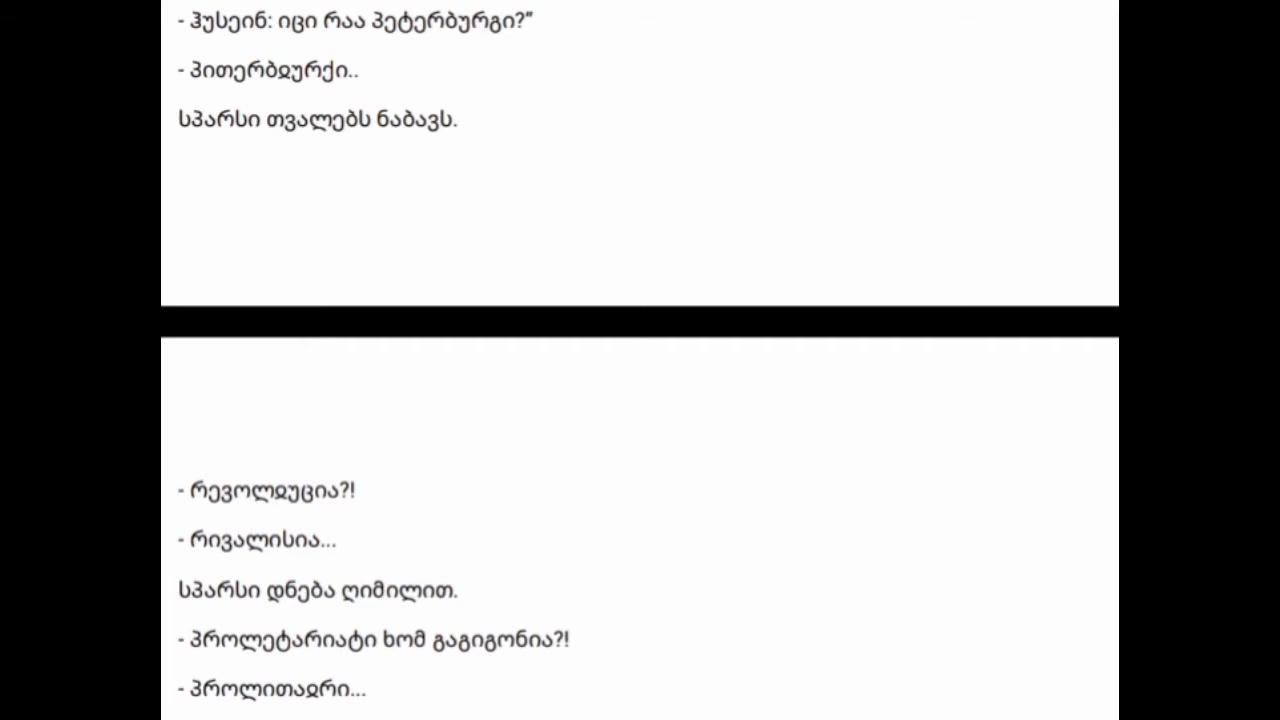 - ჰუსეინ: იცი რაა პეტერბურგი?“
- პითერბჲურქი..
სპარსი თვალებს ნაბავს.
- რევოლჲუცია?!
- რივალისია...
სპარსი დნება ღიმილით.
- პროლეტარიატი ხომ გაგიგონია?!
- პროლითაჲრი...